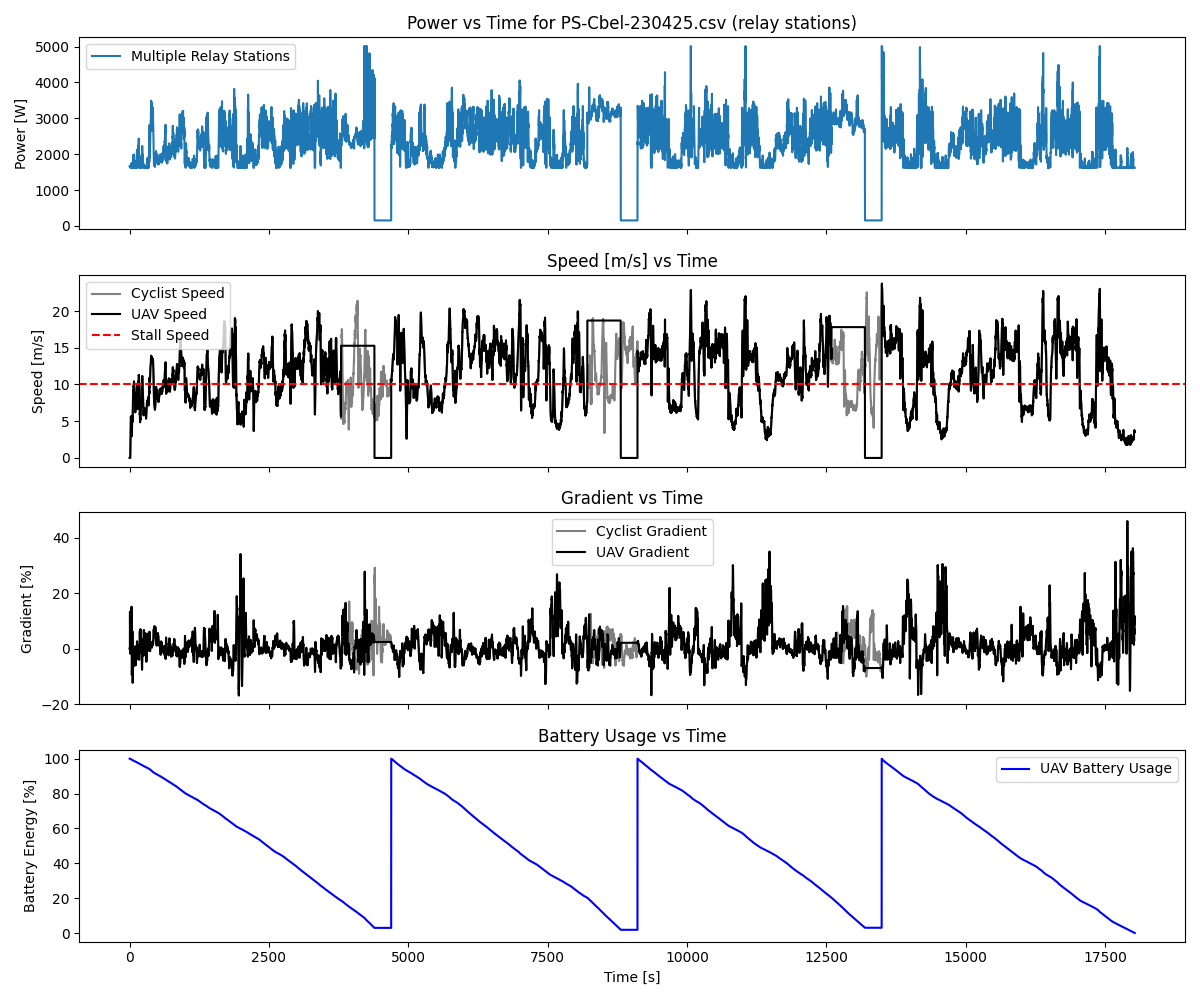 Power vs Time for PS-Cbel-230425.csv (relay stations)
Multiple Relay Stations
Power [W]
5000
4000
3000
2000
1000
0
Speed [m/s] vs Time
Cyclist Speed
UAV Speed
Stall Speed
Speed [m/s]
20
15
10
5
0
Gradient vs Time
Cyclist Gradient
UAV Gradient
Gradient [%]
40
20
0
−20
Battery Usage vs Time
UAV Battery Usage
Battery Energy [%]
100
80
60
40
20
0
0 2500 5000 7500 10000 12500 15000 17500
Time [s]